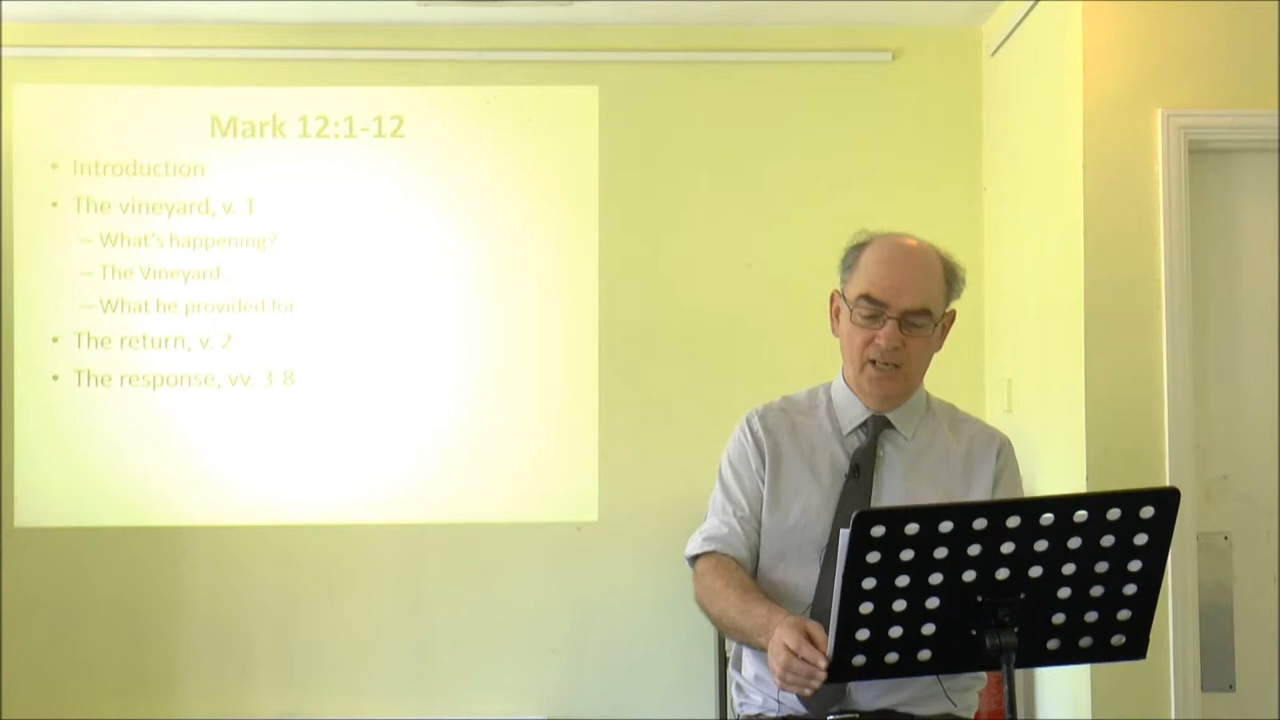 Mark 12:1-12
• Introduction
• The vineyard, v. 1
– What's happening?
– The Vineyard
– What he provided for
• The return, v. 2
• The response, vv. 3-8